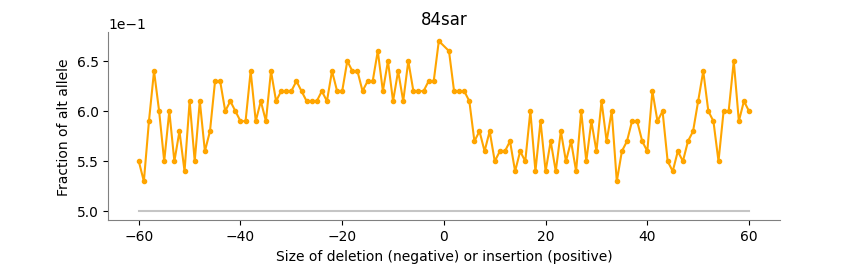 84sar
1e−1
Fraction of alt allele
6.5
6.0
5.5
5.0
−60 −40 −20 0 20 40 60
Size of deletion (negative) or insertion (positive)